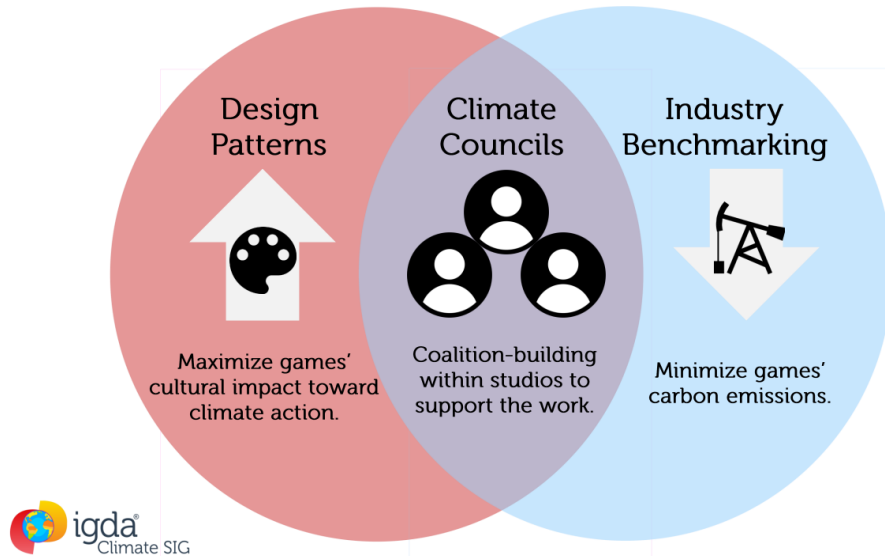 Design
Patterns
Maximize games’
cultural impact toward
climate action.
Climate
Councils
Coalition-building
within studios to
support the work.
Industry
Benchmarking
Minimize games’
carbon emissions.
igda®
Climate SIG